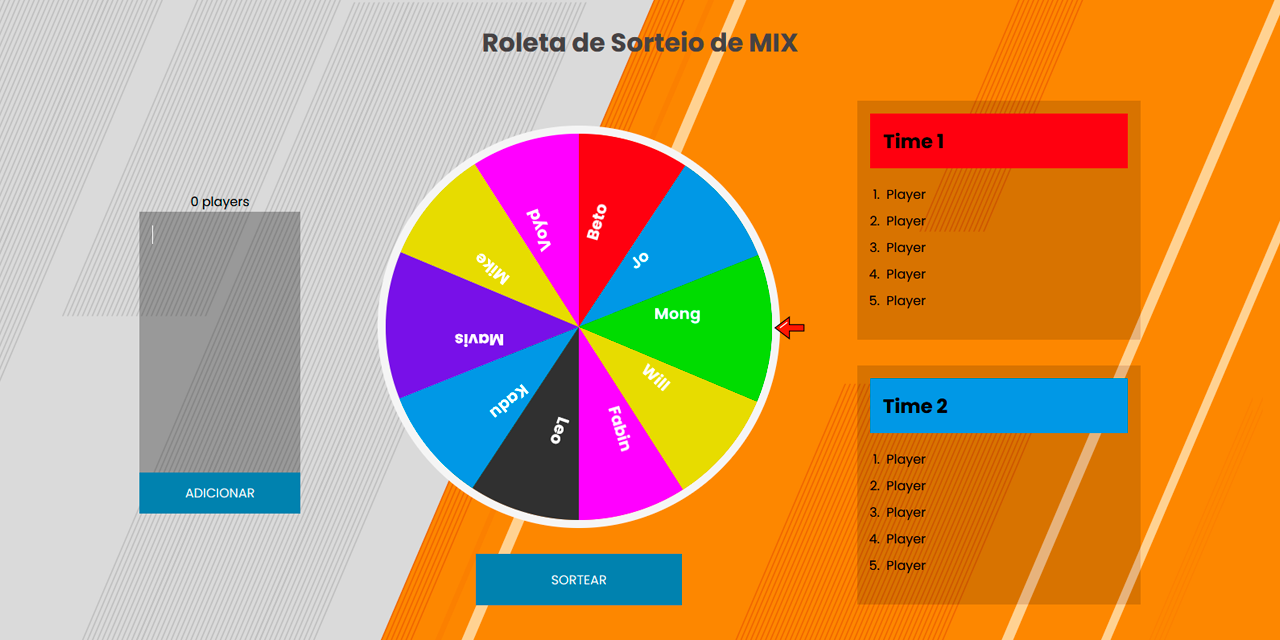 Roleta de Sorteio de MIX
0 players
ADICIONAR
Beto
Jo
Mong
Will
Fabin
Leo
Kadu
Mavis
Mike
Voyd
SORTEAR
Time 1
1. Player
2. Player
3. Player
4. Player
5. Player
Time 2
1. Player
2. Player
3. Player
4. Player
5. Player